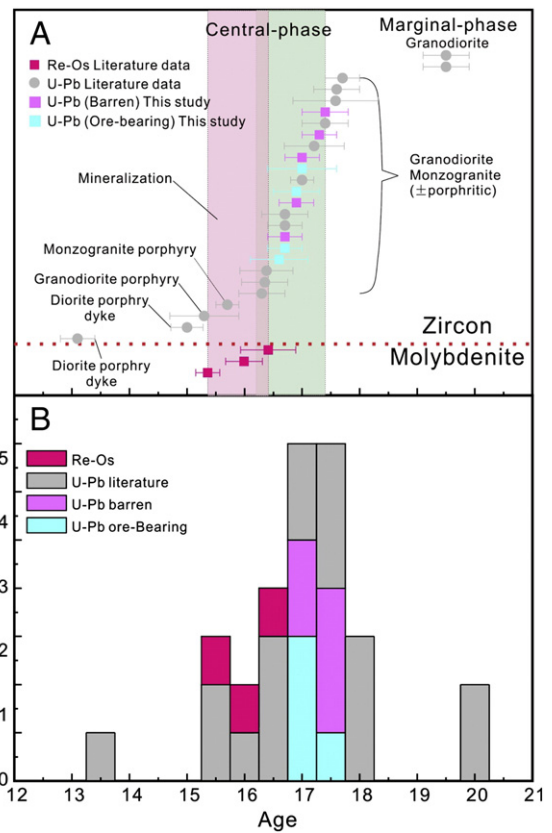 A
Central-phase
Marginal-phase
Granodiorite
Re-Os Literature data
U-Pb Literature data
U-Pb (Barren) This study
U-Pb (Ore-bearing) This study
Mineralization
Granodiorite
Monzogranite
(±porphritic)
Monzogranite porphyry
Granodiorite porphyry
Diorite porphry
dyke
Zircon
Molybdenite
Diorite porphry
dyke
B
Re-Os
U-Pb literature
U-Pb barren
U-Pb ore-Bearing
5
4
3
2
1
0
12 13 14 15 16 17 18 19 20 21
Age